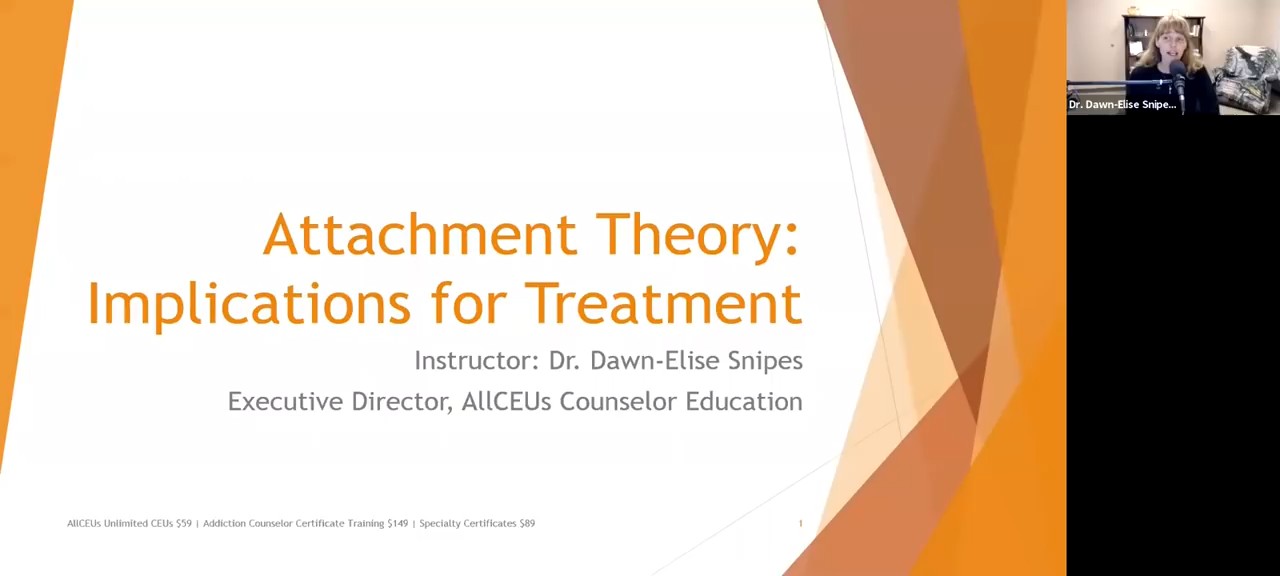 Attachment Theory:
Implications for Treatment
Instructor: Dr. Dawn-Elise Snipes
Executive Director, AllCEUs Counselor Education
AllCEUs Unlimited CEUs $59 | Addiction Counselor Certificate Training $149 | Specialty Certificates $89
1
Dr. Dawn-Elise Snipe...